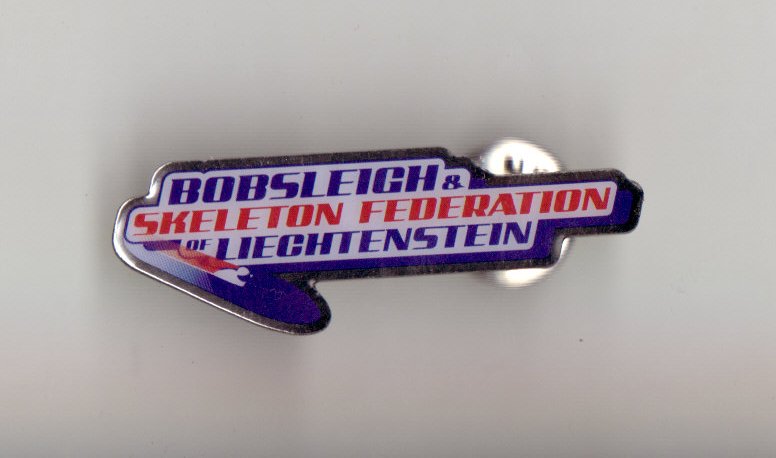 BOBSLEIGH &
SKELETON FEDERATION
OF LIECHTENSTEIN